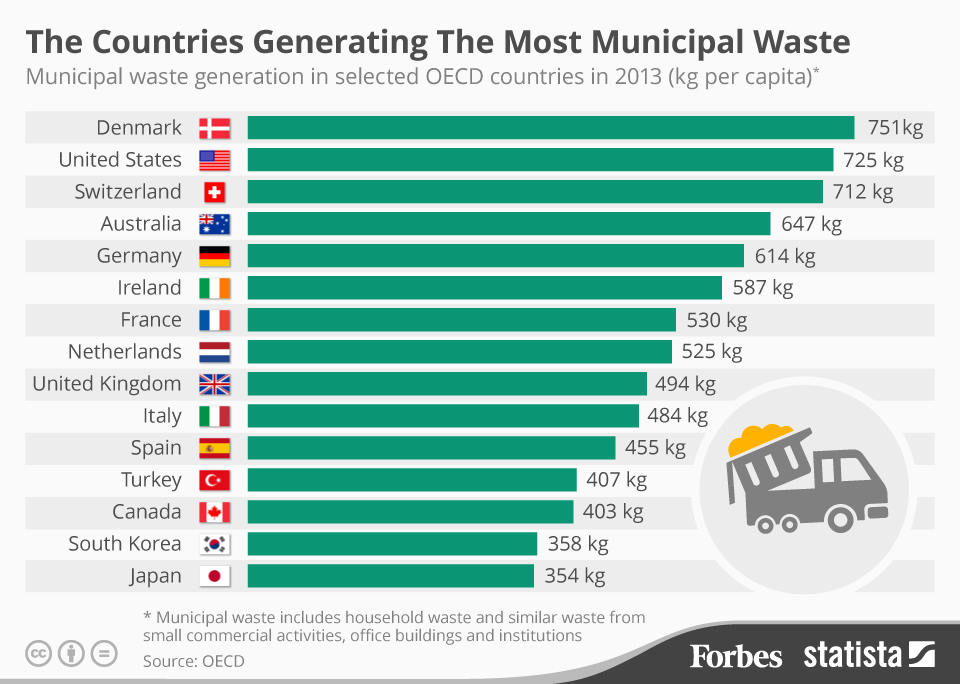 The Countries Generating The Most Municipal Waste
Municipal waste generation in selected OECD countries in 2013 (kg per capita)*
Denmark 751kg
United States 725 kg
Switzerland 712 kg
Australia 647 kg
Germany 614 kg
Ireland 587 kg
France 530 kg
Netherlands 525 kg
United Kingdom 494 kg
Italy 484 kg
Spain 455 kg
Turkey 407 kg
Canada 403 kg
South Korea 358 kg
Japan 354 kg
* Municipal waste includes household waste and similar waste from
small commercial activities, office buildings and institutions
Source: OECD
cc
Forbes statista